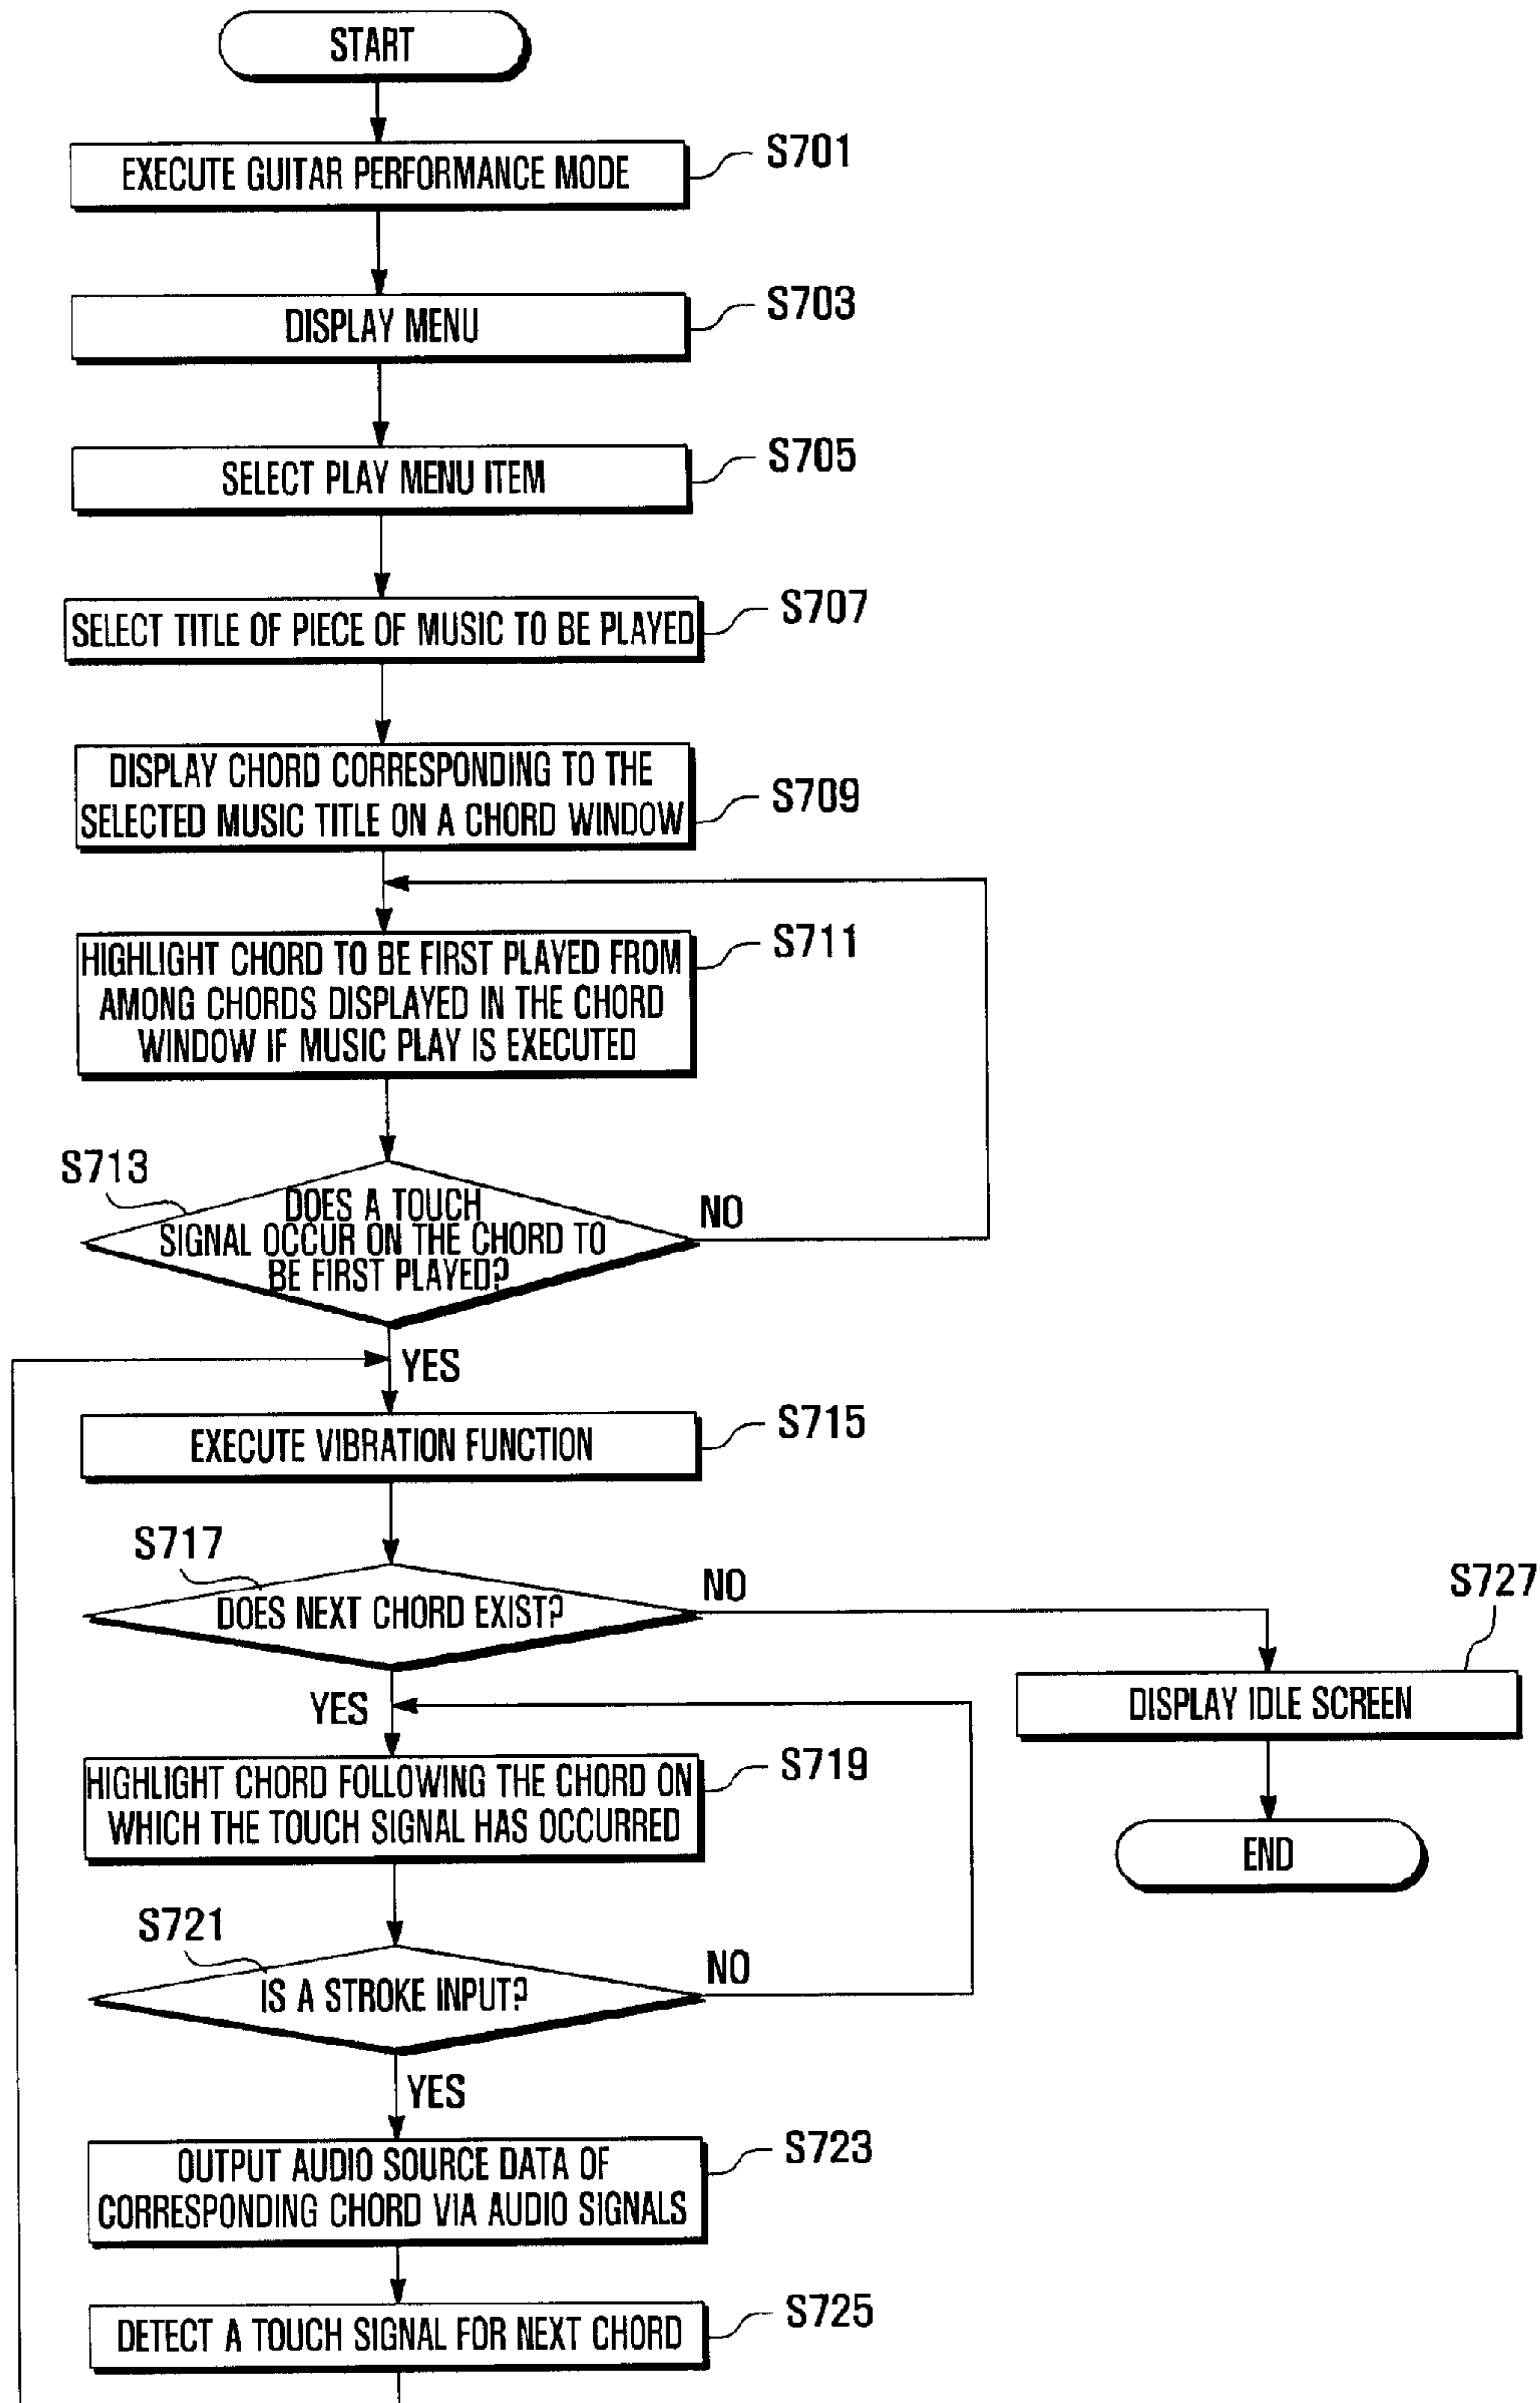 START
EXECUTE GUITAR PERFORMANCE MODE
S701
DISPLAY MENU
S703
SELECT PLAY MENU ITEM
S705
SELECT TITLE OF PIECE OF MUSIC TO BE PLAYED
S707
DISPLAY CHORD CORRESPONDING TO THE
SELECTED MUSIC TITLE ON A CHORD WINDOW
S709
HIGHLIGHT CHORD TO BE FIRST PLAYED FROM
AMONG CHORDS DISPLAYED IN THE CHORD
WINDOW IF MUSIC PLAY IS EXECUTED
S711
S713
DOES A TOUCH
SIGNAL OCCUR ON THE CHORD TO
BE FIRST PLAYED?
NO
YES
EXECUTE VIBRATION FUNCTION
S715
S717
DOES NEXT CHORD EXIST?
NO
S727
DISPLAY IDLE SCREEN
END
YES
HIGHLIGHT CHORD FOLLOWING THE CHORD ON
WHICH THE TOUCH SIGNAL HAS OCCURRED
S719
S721
IS A STROKE INPUT?
NO
YES
OUTPUT AUDIO SOURCE DATA OF
CORRESPONDING CHORD VIA AUDIO SIGNALS
S723
DETECT A TOUCH SIGNAL FOR NEXT CHORD
S725